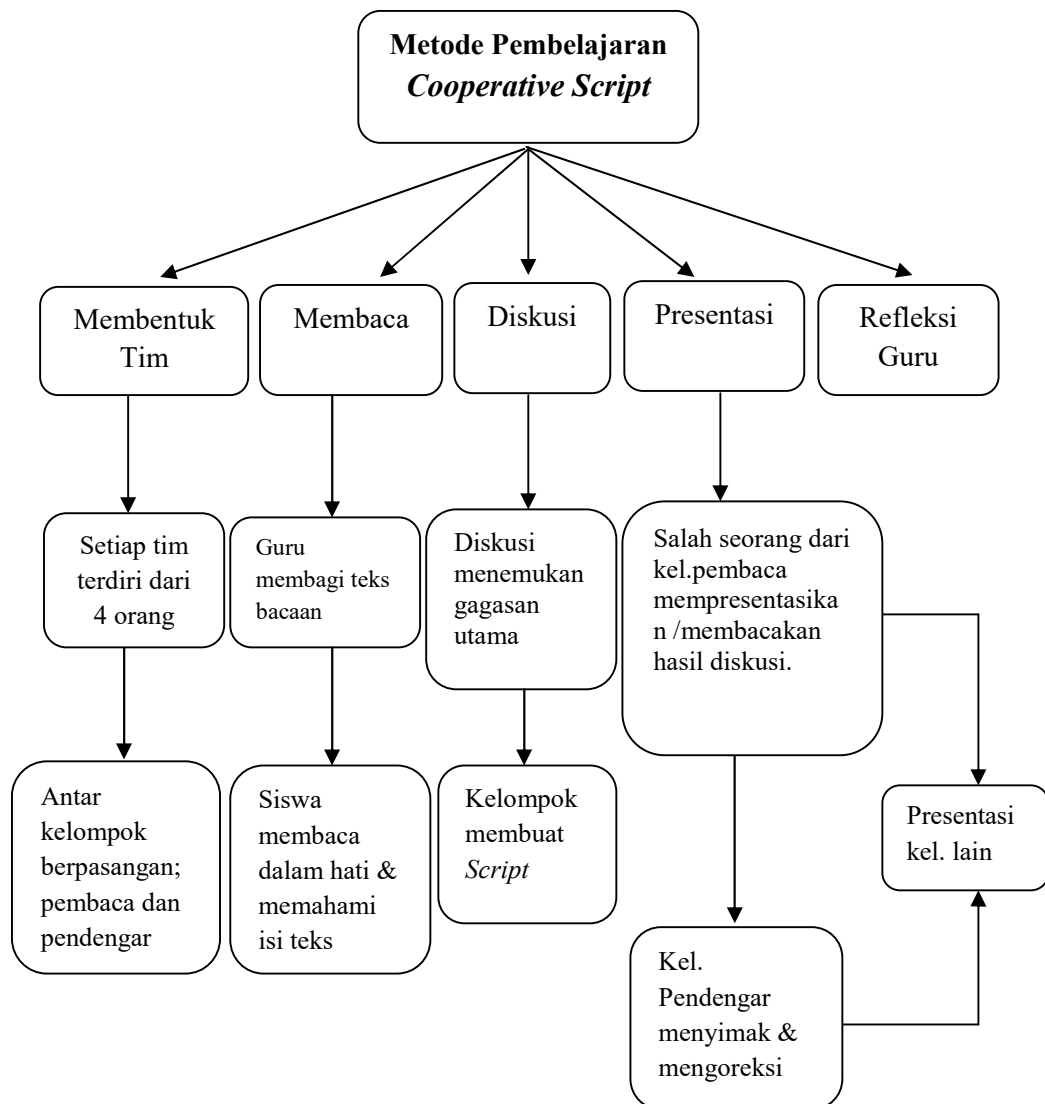 Metode Pembelajaran
Cooperative Script
Membentuk
Tim
Membaca
Diskusi
Presentasi
Refleksi
Guru
Setiap tim
terdiri dari
4 orang
Guru
membagi teks
bacaan
Diskusi
menemukan
gagasan
utama
Salah seorang dari
kel.pembaca
mempresentasika
n /membacakan
hasil diskusi.
Antar
kelompok
berpasangan;
pembaca dan
pendengar
Siswa
membaca
dalam hati &
memahami
isi teks
Kelompok
membuat
Script
Presentasi
kel. lain
Kel.
Pendengar
menyimak &
mengoreksi